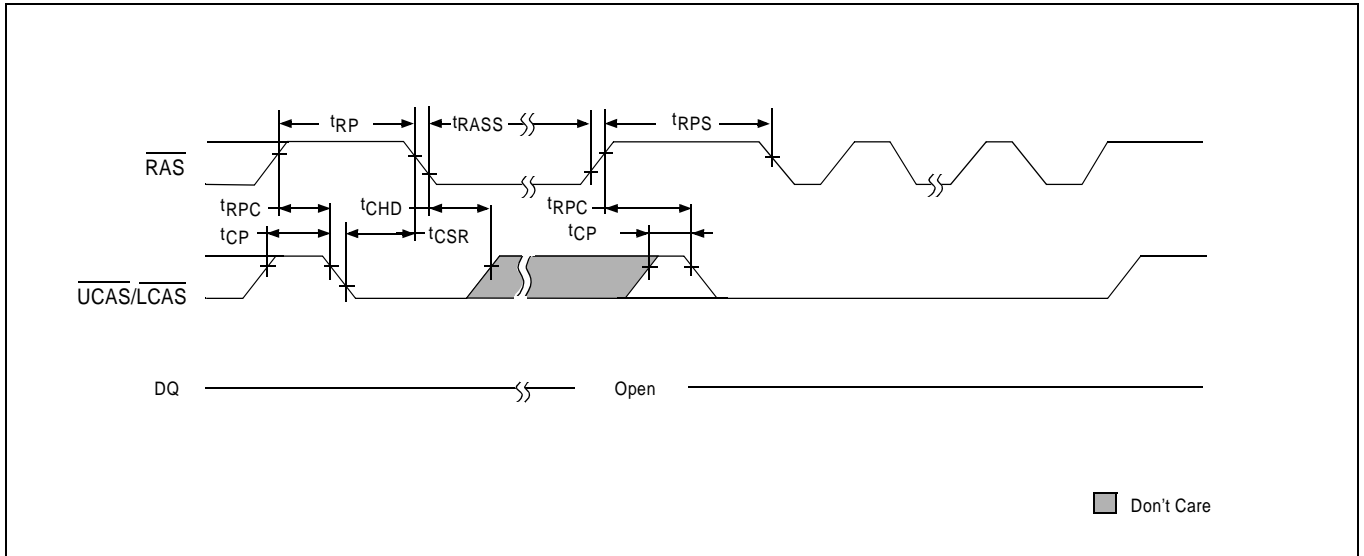 tRP
tRASS
tRPS
RAS
tRPC
tCHD
tRPC
tCP
tCSR
tCP
UCAS/LCAS
DQ
Open
Don't Care